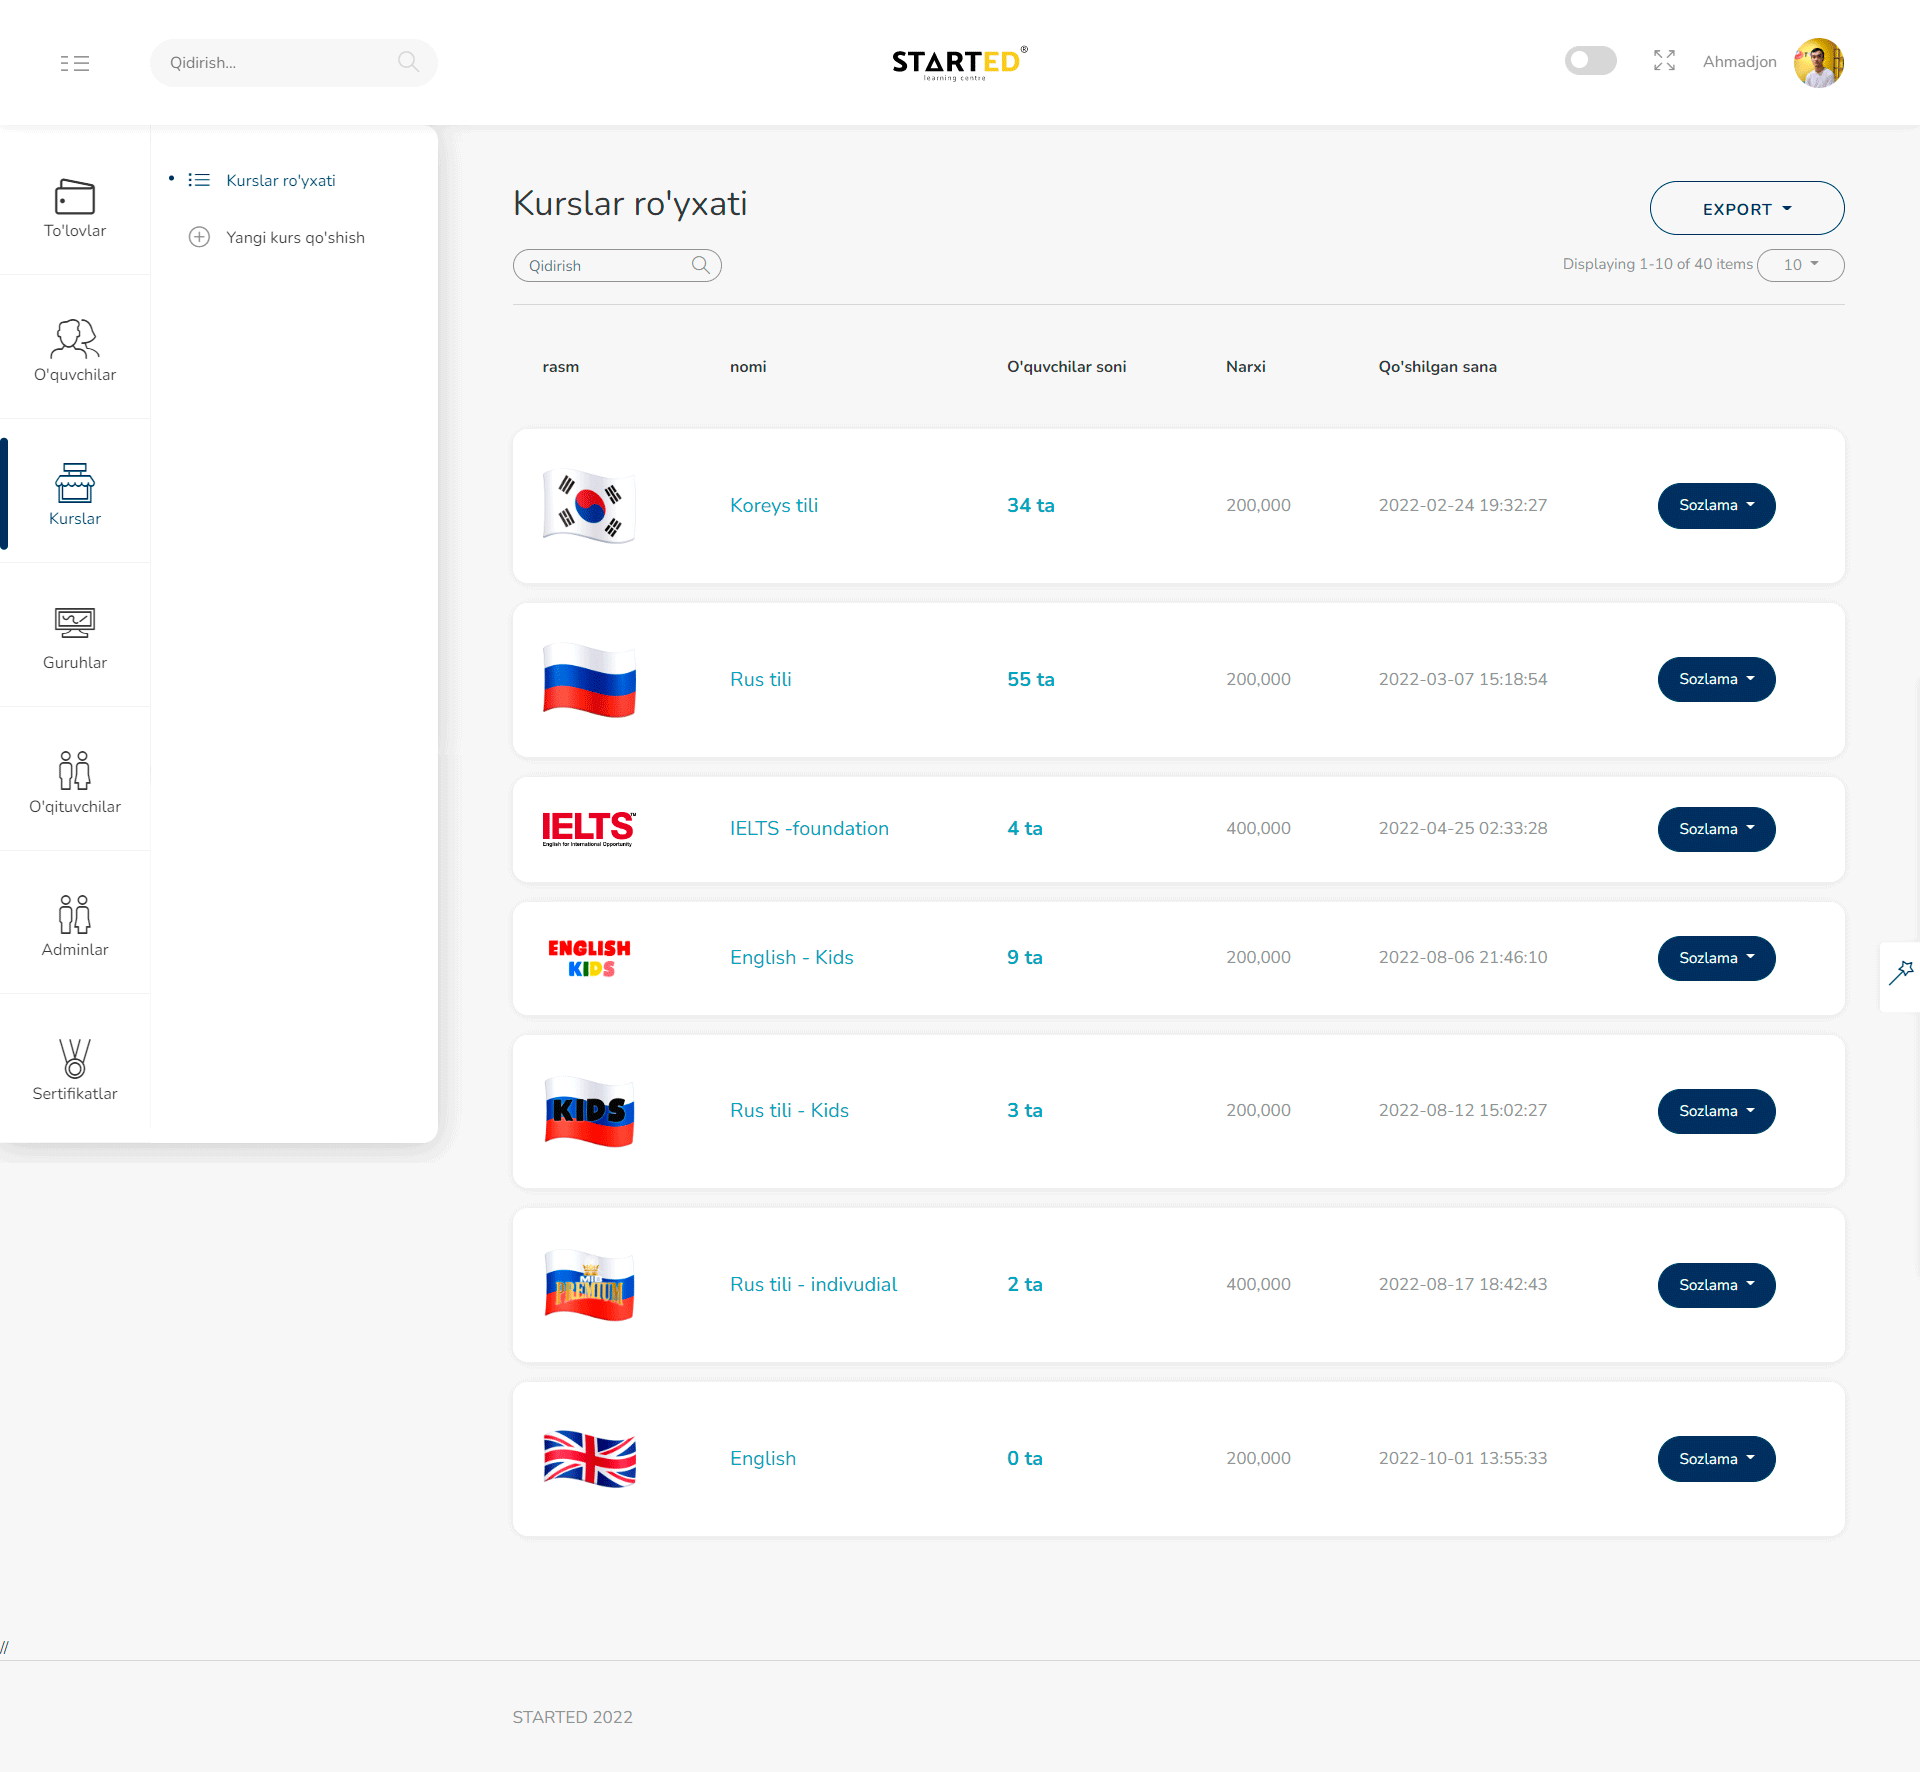 Qidirish...
STARTED®
learning centre
Ahmadjon
To'lovlar
O'quvchilar
Kurslar
Guruhlar
O'qituvchilar
Adminlar
Sertifikatlar
Kurslar ro'yxati
Yangi kurs qo'shish
Kurslar ro'yxati
EXPORT
Qidirish
Displaying 1-10 of 40 items 10
rasm nomi O'quvchilar soni Narxi Qo'shilgan sana
Koreys tili 34 ta 200,000 2022-02-24 19:32:27 Sozlama
Rus tili 55 ta 200,000 2022-03-07 15:18:54 Sozlama
IELTS™
English for International Opportunity
IELTS -foundation 4 ta 400,000 2022-04-25 02:33:28 Sozlama
ENGLISH
KIDS
English - Kids 9 ta 200,000 2022-08-06 21:46:10 Sozlama
KIDS
Rus tili - Kids 3 ta 200,000 2022-08-12 15:02:27 Sozlama
PREMIUM
Rus tili - indivudial 2 ta 400,000 2022-08-17 18:42:43 Sozlama
English 0 ta 200,000 2022-10-01 13:55:33 Sozlama
//
STARTED 2022